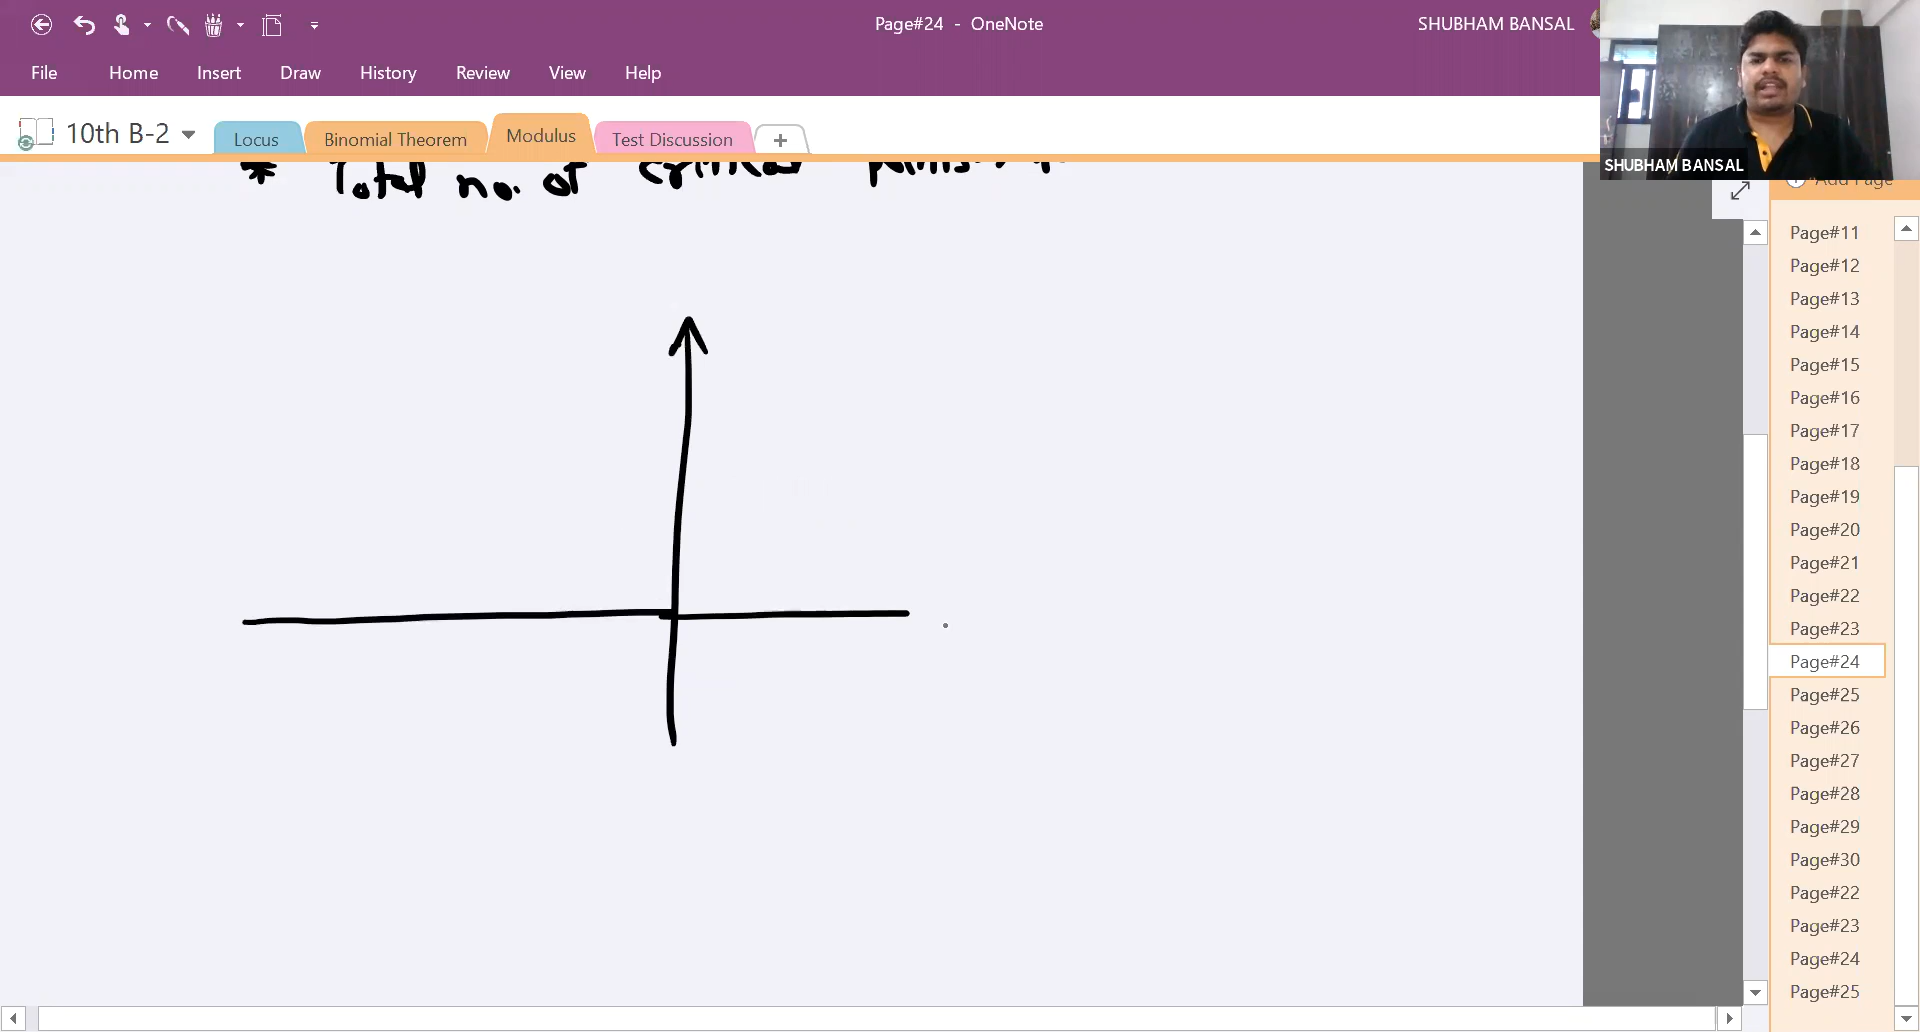 Page#24 - OneNote
SHUBHAM BANSAL
File Home Insert Draw History Review View Help
10th B-2
Locus
Binomial Theorem
Modulus
Test Discussion
SHUBHAM BANSAL
* Total no. of critical
Add Page
Page#11
Page#12
Page#13
Page#14
Page#15
Page#16
Page#17
Page#18
Page#19
Page#20
Page#21
Page#22
Page#23
Page#24
Page#25
Page#26
Page#27
Page#28
Page#29
Page#30
Page#22
Page#23
Page#24
Page#25